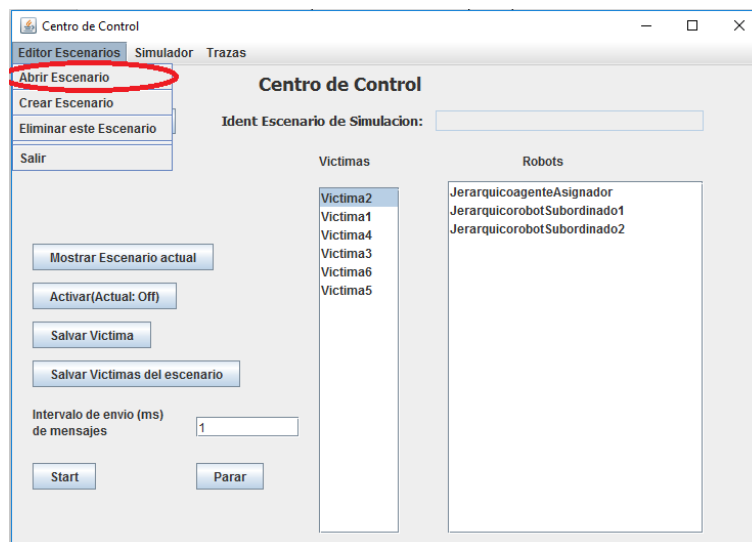 Centro de Control
Editor Escenarios Simulador Trazas
Abrir Escenario
Crear Escenario
Eliminar este Escenario
Salir
Centro de Control
Ident Escenario de Simulacion:
Victimas
Robots
Victima2
Victima1
Victima4
Victima3
Victima6
Victima5
JerarquicoagenteAsignador
JerarquicorobotSubordinado1
JerarquicorobotSubordinado2
Mostrar Escenario actual
Activar(Actual: Off)
Salvar Victima
Salvar Victimas del escenario
Intervalo de envio (ms)
de mensajes
1
Start
Parar